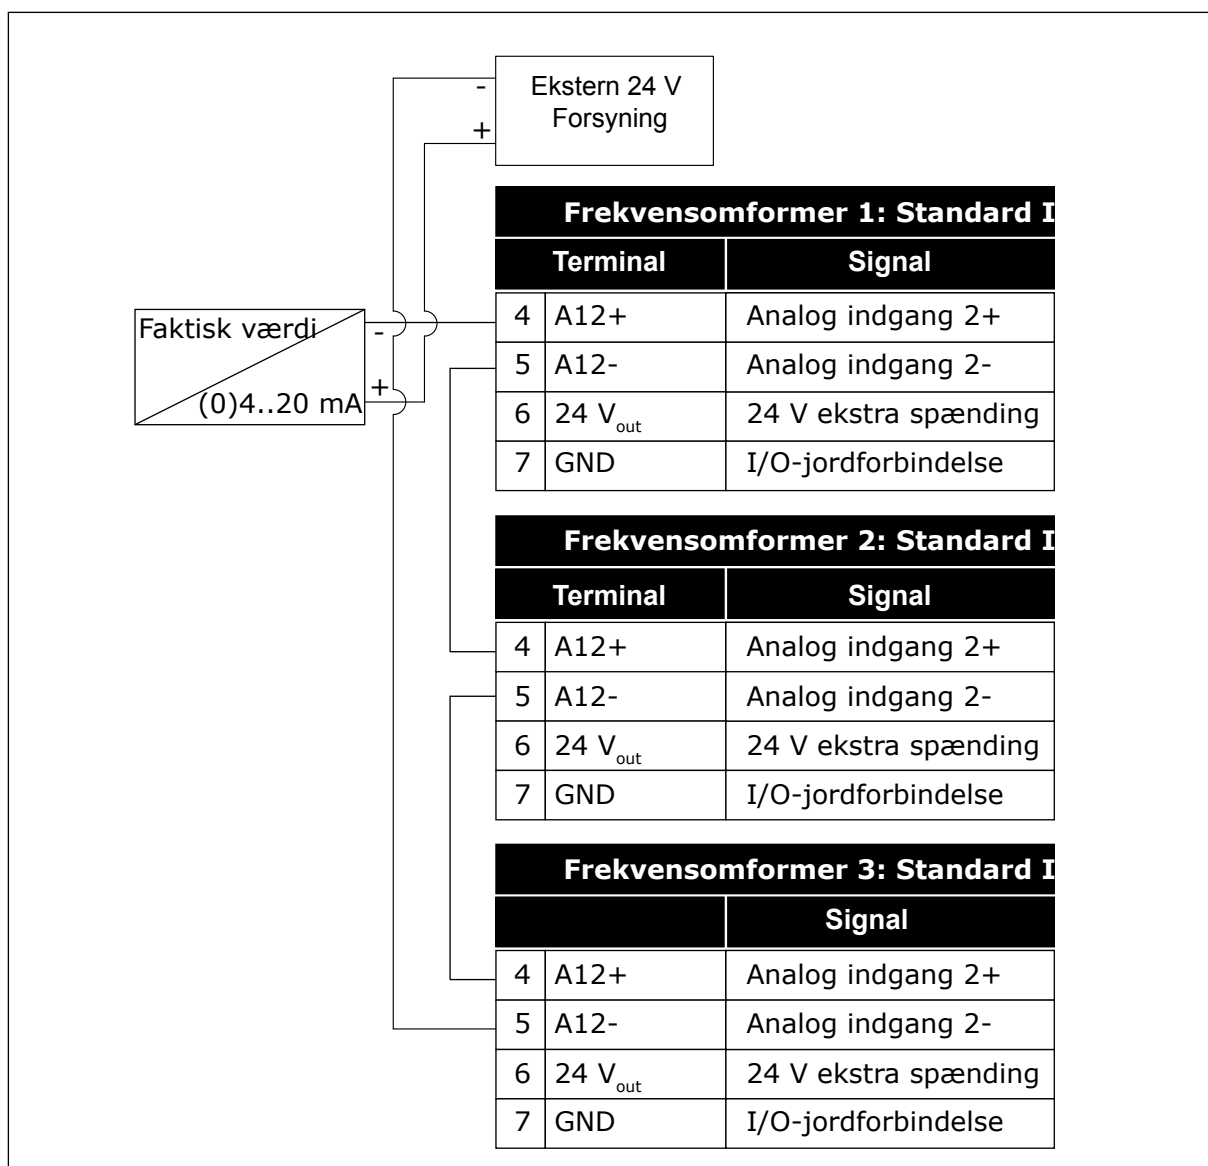 - Ekstern 24 V
+ Forsyning
Frekvensomformer 1: Standard I
Terminal Signal
Faktisk værdi -
(0)4..20 mA +
4 A12+ Analog indgang 2+
5 A12- Analog indgang 2-
6 24 Vout 24 V ekstra spænding
7 GND I/O-jordforbindelse
Frekvensomformer 2: Standard I
Terminal Signal
4 A12+ Analog indgang 2+
5 A12- Analog indgang 2-
6 24 Vout 24 V ekstra spænding
7 GND I/O-jordforbindelse
Frekvensomformer 3: Standard I
Signal
4 A12+ Analog indgang 2+
5 A12- Analog indgang 2-
6 24 Vout 24 V ekstra spænding
7 GND I/O-jordforbindelse